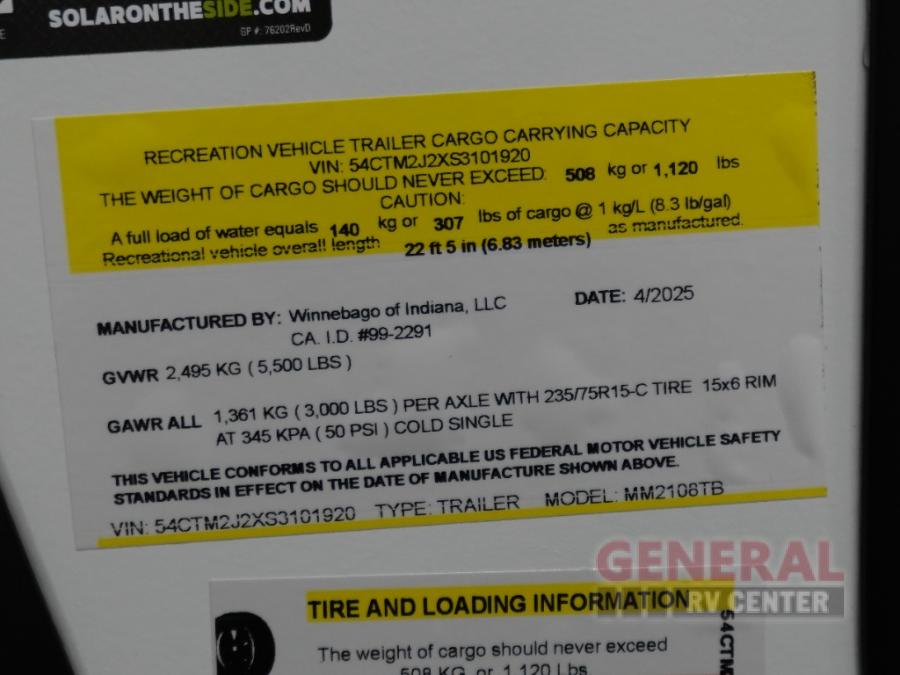 SOLARONTHESIDE.COM
GP #: 76202RevD
RECREATION VEHICLE TRAILER CARGO CARRYING CAPACITY
VIN: 54CTM2J2XS3101920
THE WEIGHT OF CARGO SHOULD NEVER EXCEED: 508 kg or 1,120 lbs
CAUTION:
A full load of water equals 140 kg or 307 lbs of cargo @ 1 kg/L (8.3 lb/gal)
Recreational vehicle overall length 22 ft 5 in (6.83 meters) as manufactured.
MANUFACTURED BY: Winnebago of Indiana, LLC DATE: 4/2025
CA. I.D. #99-2291
GVWR 2,495 KG ( 5,500 LBS )
GAWR ALL 1,361 KG ( 3,000 LBS ) PER AXLE WITH 235/75R15-C TIRE 15x6 RIM
AT 345 KPA ( 50 PSI ) COLD SINGLE
THIS VEHICLE CONFORMS TO ALL APPLICABLE US FEDERAL MOTOR VEHICLE SAFETY
STANDARDS IN EFFECT ON THE DATE OF MANUFACTURE SHOWN ABOVE.
VIN: 54CTM2J2XS3101920 TYPE: TRAILER MODEL: MM2108TB
GENERAL
RV CENTER
TIRE AND LOADING INFORMATION
The weight of cargo should never exceed
508 KG or 1,120 Lbs.
54CTM